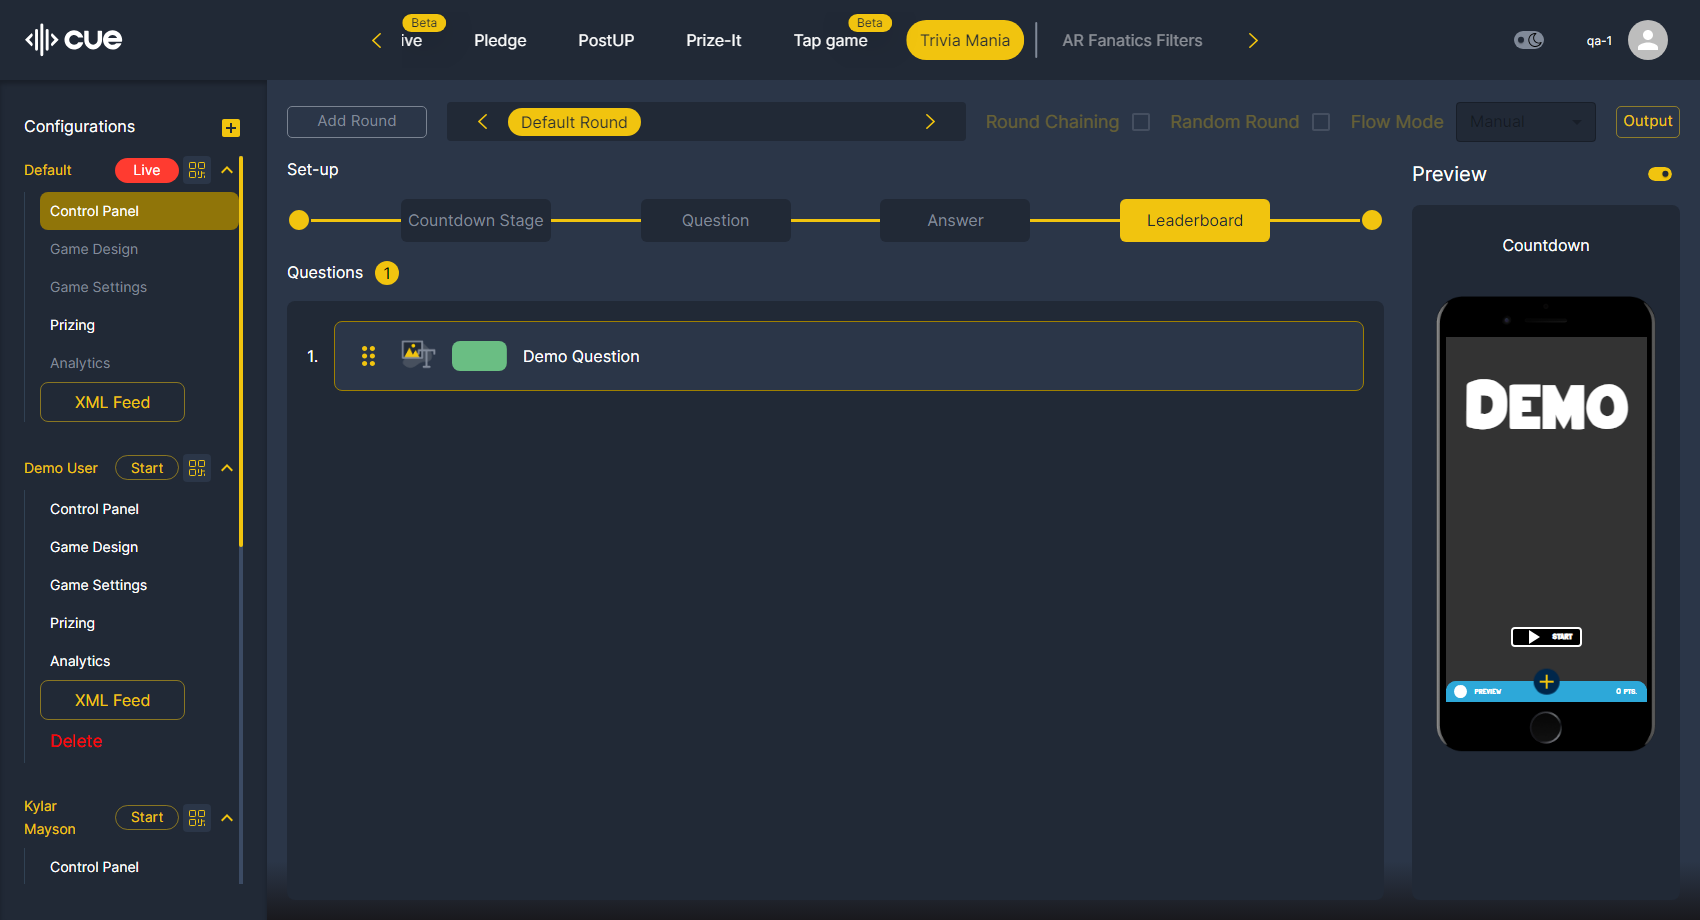 cue
Beta
ive
Pledge
PostUP
Prize-It
Beta
Tap game
Trivia Mania
AR Fanatics Filters
qa-1
Configurations
Default
Live
Control Panel
Game Design
Game Settings
Prizing
Analytics
XML Feed
Demo User
Start
Control Panel
Game Design
Game Settings
Prizing
Analytics
XML Feed
Delete
Kylar
Mayson
Start
Control Panel
Add Round
Default Round
Round Chaining
Random Round
Flow Mode
Manual
Output
Set-up
Countdown Stage
Question
Answer
Leaderboard
Questions 1
1.
T
Demo Question
Preview
Countdown
DEMO
START
PREVIEW
0 PTS.